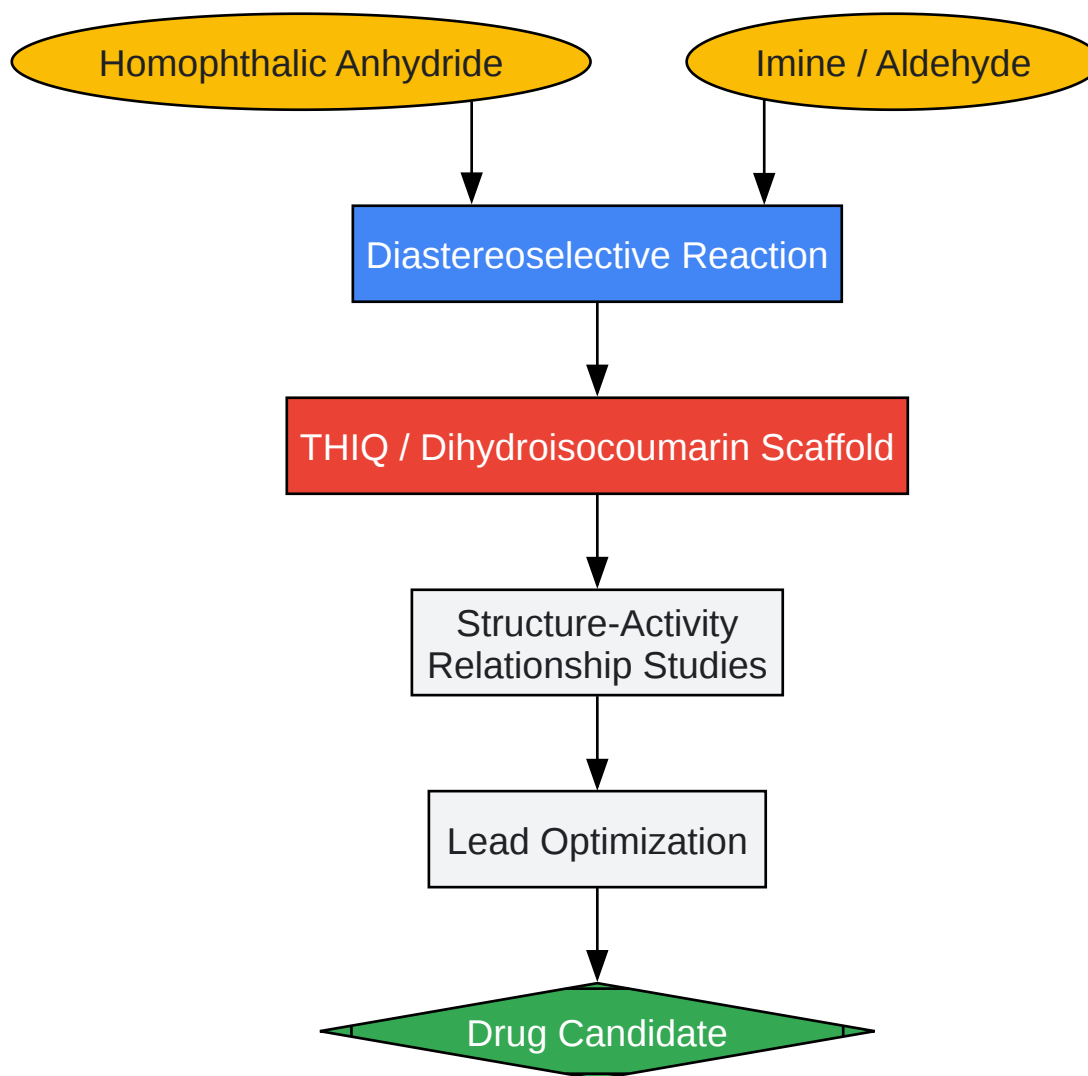 Homophthalic Anhydride
Imine / Aldehyde
Diastereoselective Reaction
THIQ / Dihydroisocoumarin Scaffold
Structure-Activity
Relationship Studies
Lead Optimization
Drug Candidate